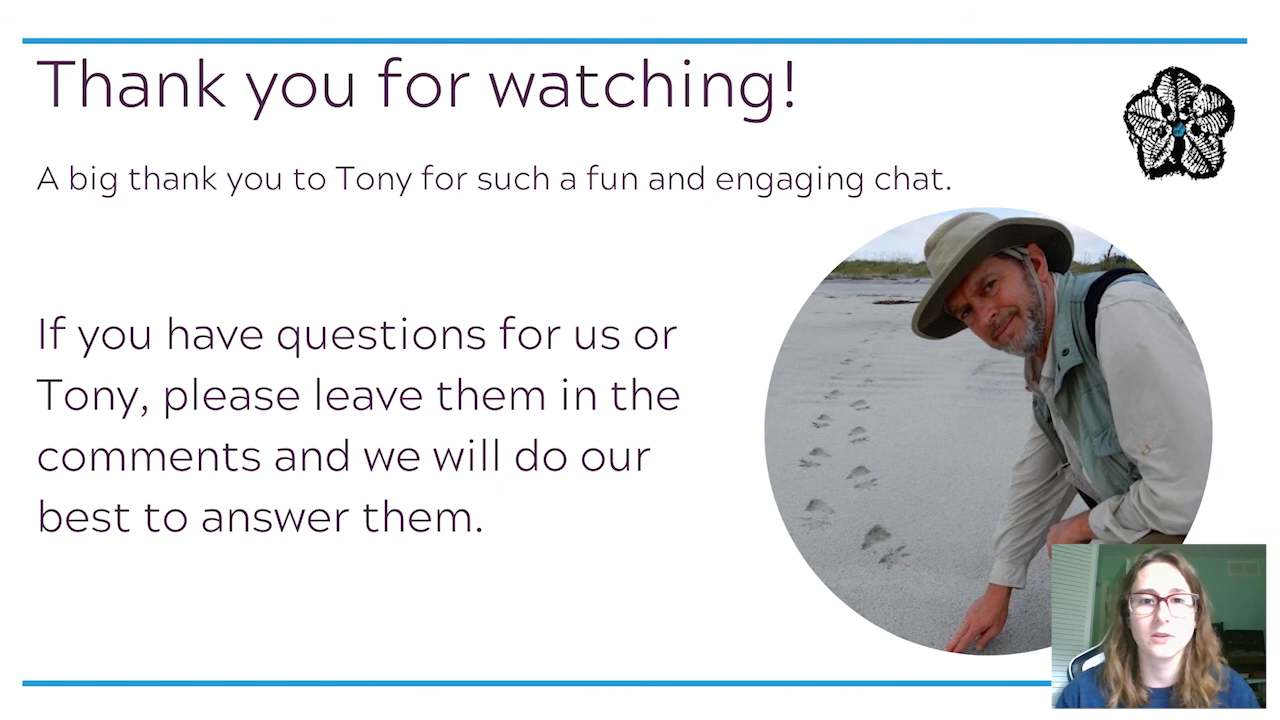 Thank you for watching!
A big thank you to Tony for such a fun and engaging chat.
If you have questions for us or
Tony, please leave them in the
comments and we will do our
best to answer them.